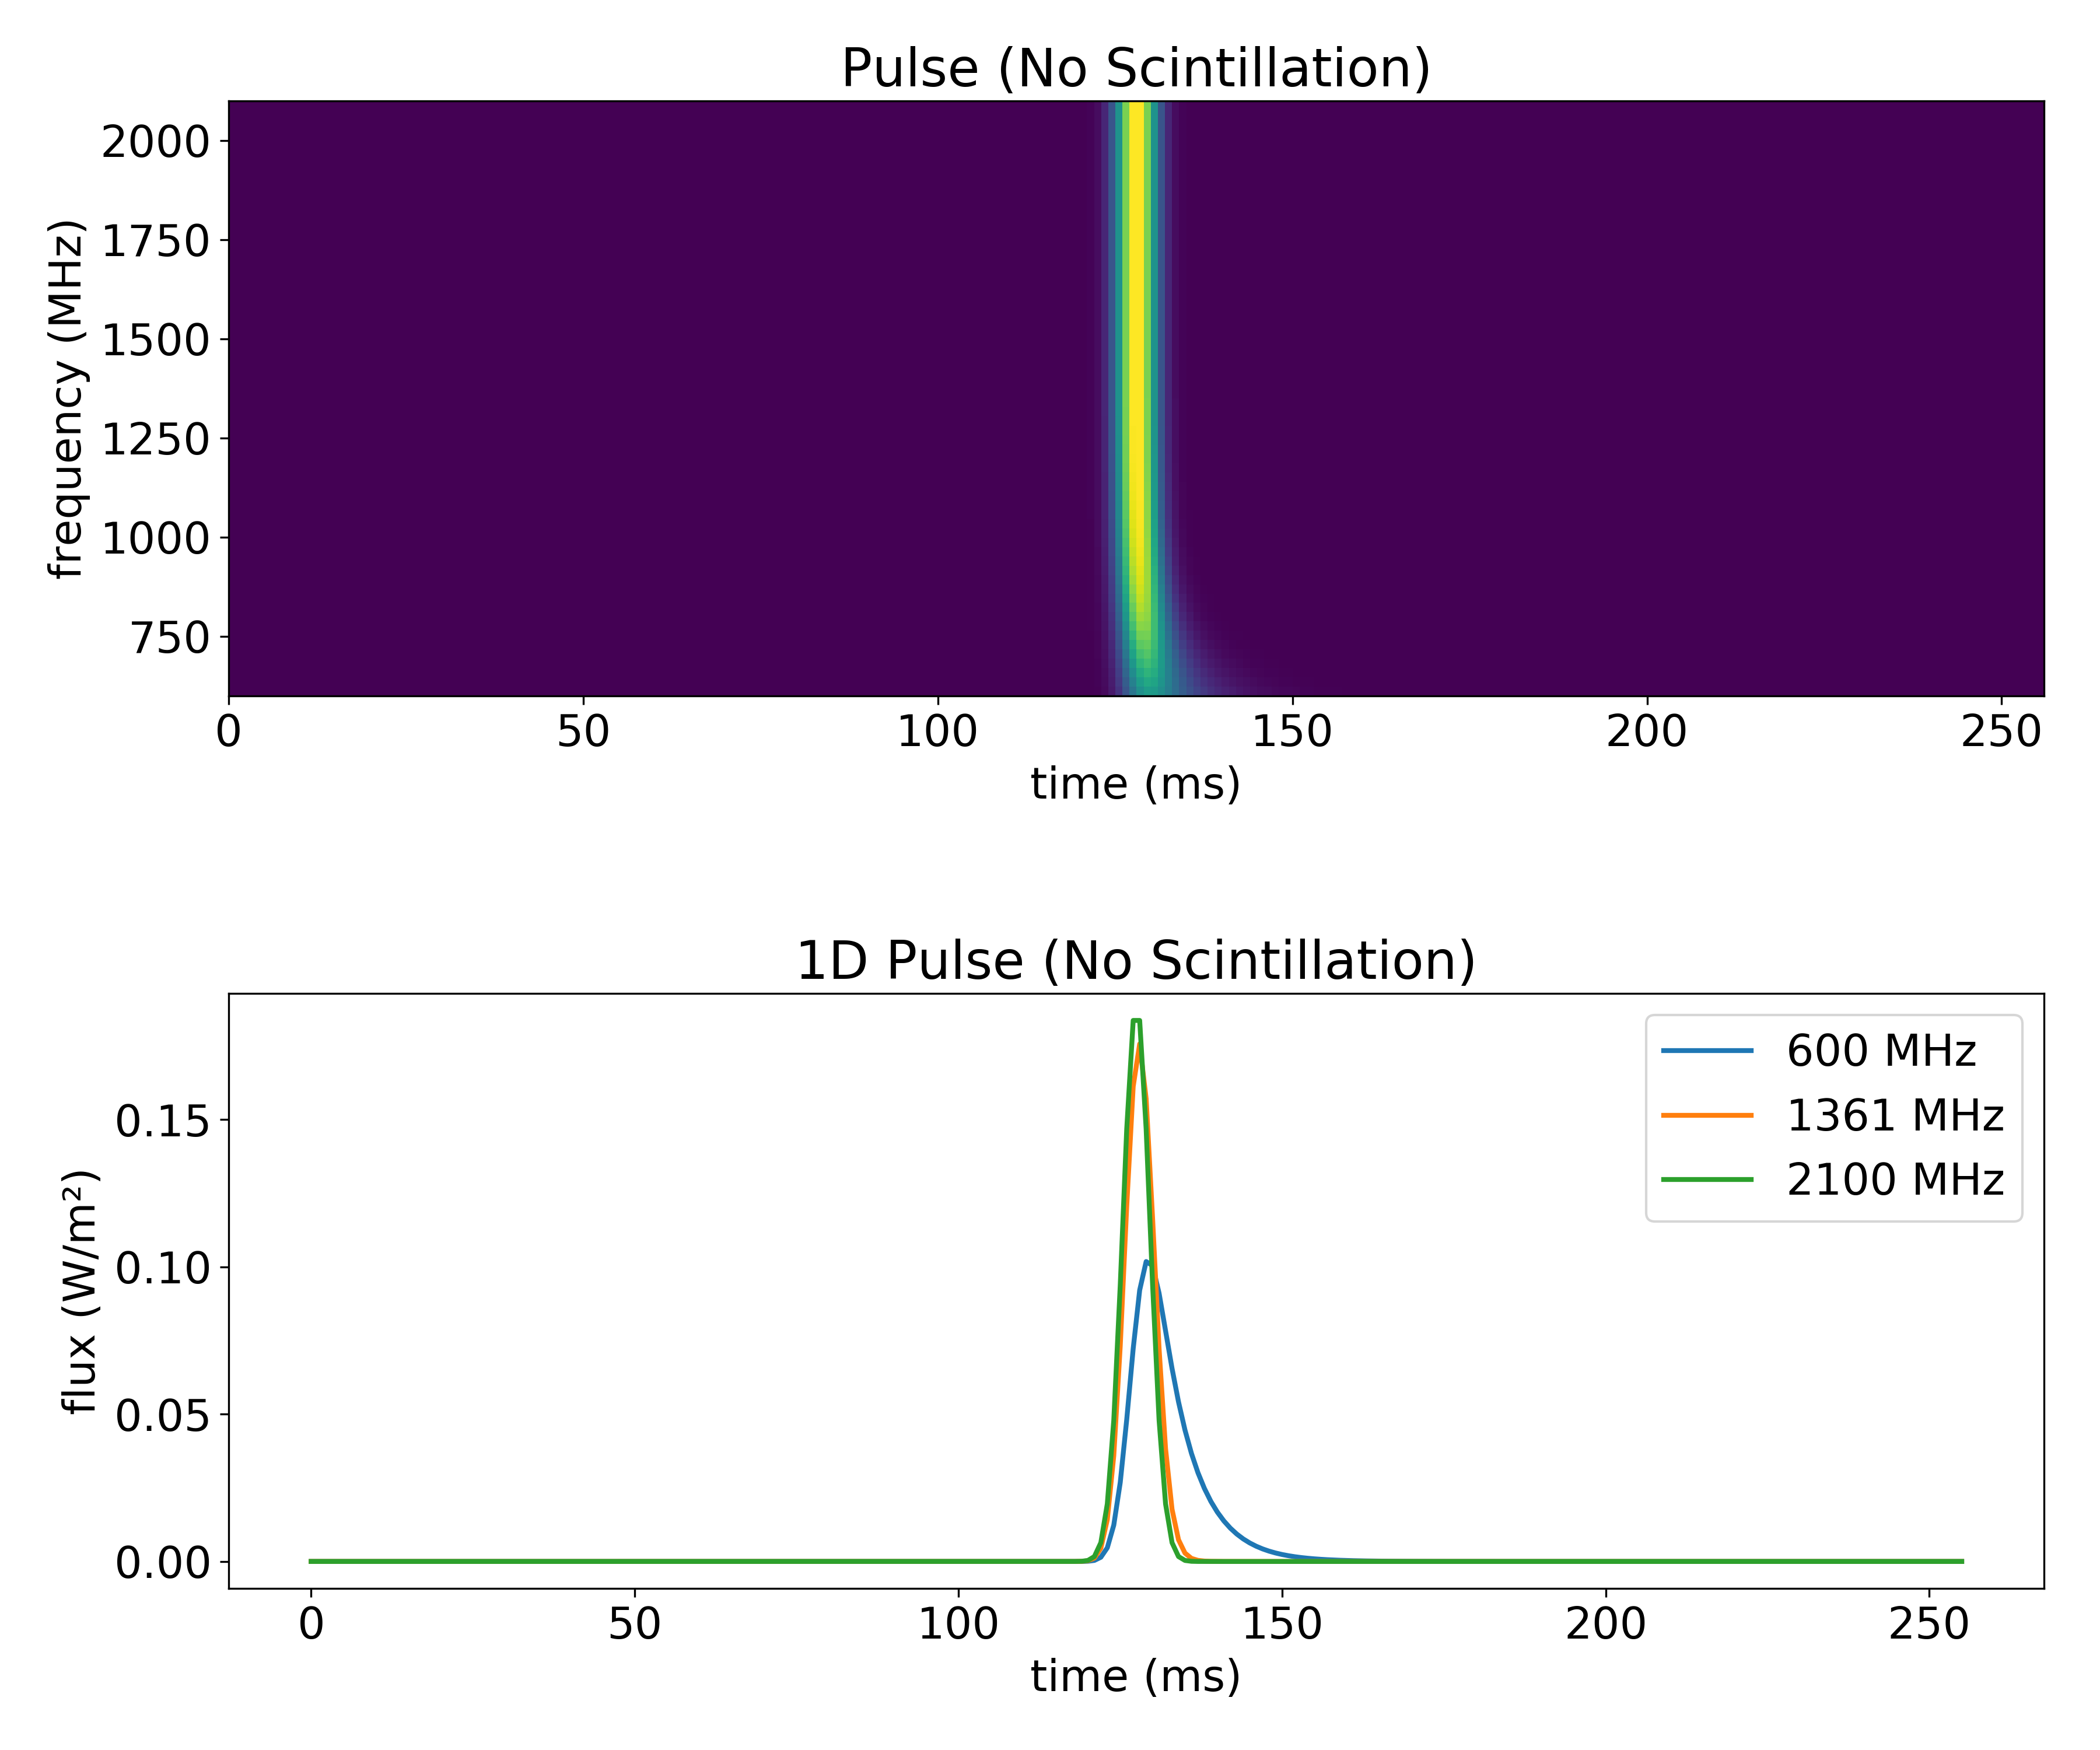 Pulse (No Scintillation)
2000
1750
1500
1250
1000
750
frequency (MHz)
0 50 100 150 200 250
time (ms)
1D Pulse (No Scintillation)
600 MHz
1361 MHz
2100 MHz
0.15
0.10
0.05
0.00
flux (W/m²)
0 50 100 150 200 250
time (ms)